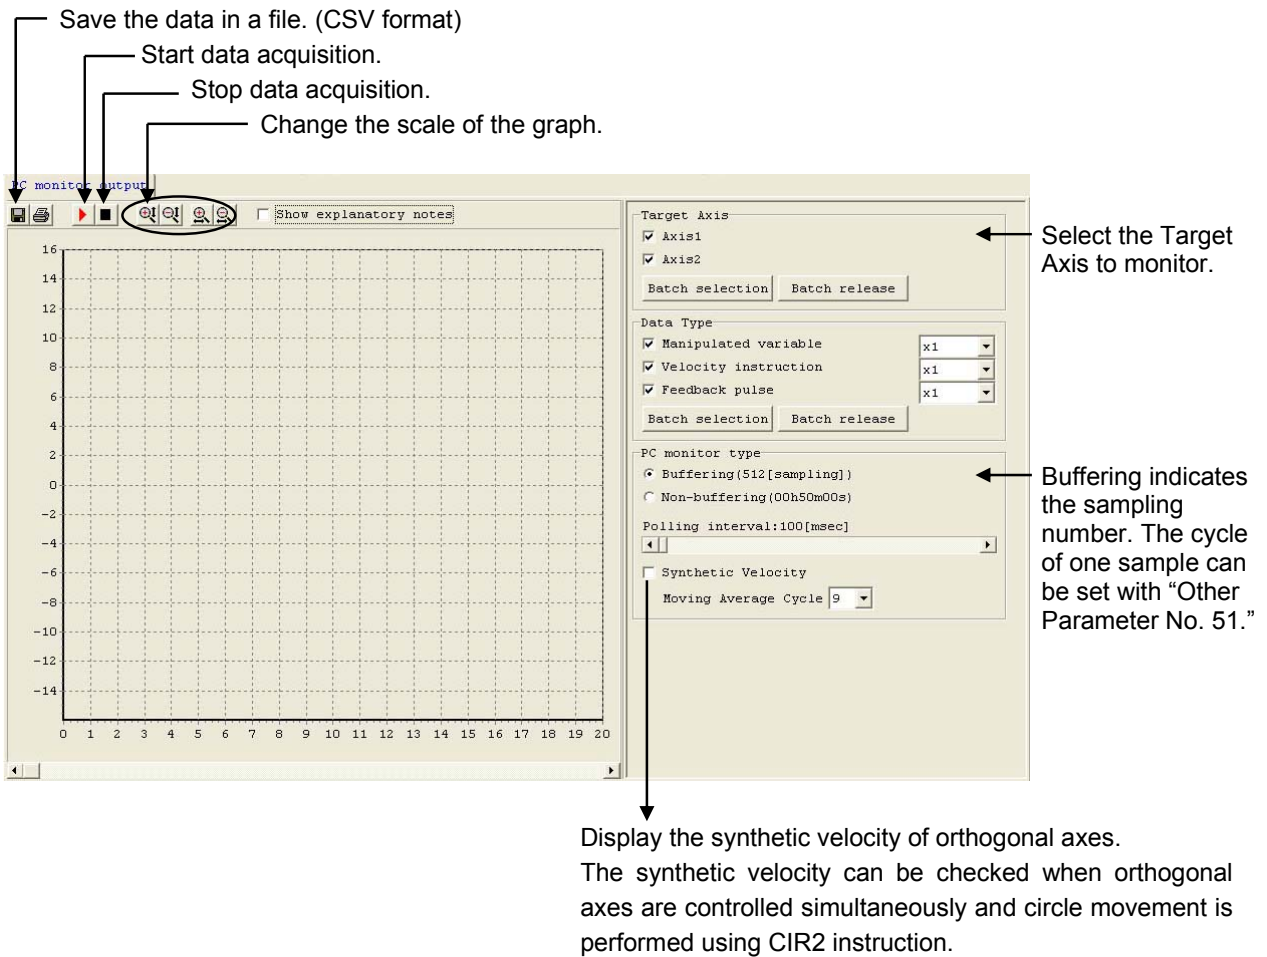 Save the data in a file. (CSV format)
Start data acquisition.
Stop data acquisition.
Change the scale of the graph.
PC monitor output
Show explanatory notes
16
14
12
10
8
6
4
2
0
-2
-4
-6
-8
-10
-12
-14
0 1 2 3 4 5 6 7 8 9 10 11 12 13 14 15 16 17 18 19 20
Target Axis
Axis1
Axis2
Batch selection Batch release
Data Type
Manipulated variable x1
Velocity instruction x1
Feedback pulse x1
Batch selection Batch release
PC monitor type
Buffering(512[sampling])
Non-buffering(00h50m00s)
Polling interval:100[msec]
Synthetic Velocity
Moving Average Cycle 9
Select the Target
Axis to monitor.
Buffering indicates
the sampling
number. The cycle
of one sample can
be set with “Other
Parameter No. 51.”
Display the synthetic velocity of orthogonal axes.
The synthetic velocity can be checked when orthogonal
axes are controlled simultaneously and circle movement is
performed using CIR2 instruction.